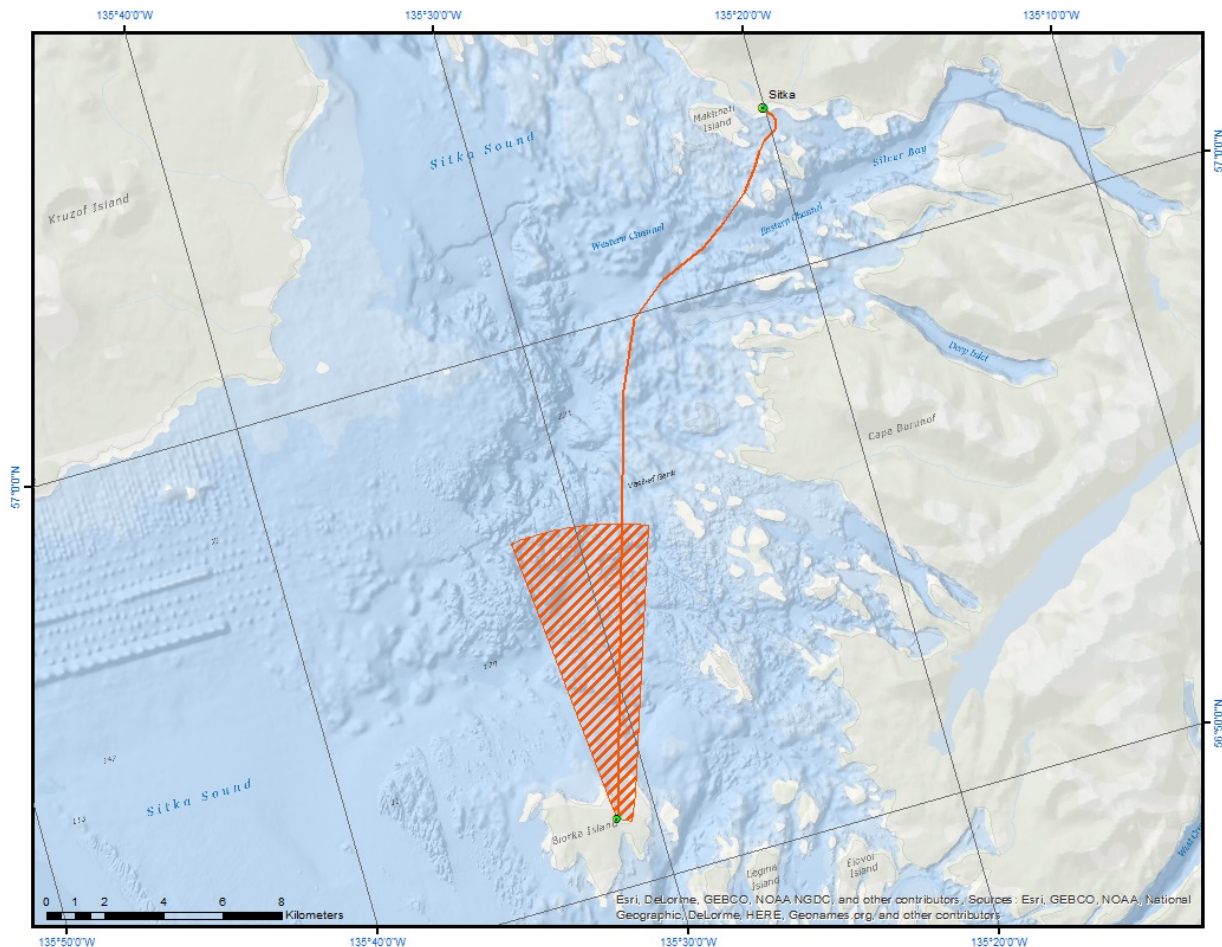 135°40'0"W
135°30'0"W
135°20'0"W
135°10'0"W
Sitka
Makhnati
Island
Sitka Sound
57°0'0"N
Silver Bay
Kruzof Island
Eastern Channel
Western Channel
Deep Inlet
Cape Burunof
57°0'0"N
Vasilief Bank
179
56°50'0"N
147
Sitka Sound
113
Biorka Island
Legma
Island
Elovoi
Island
0 1 2 4 6 8
Kilometers
Esri, DeLorme, GEBCO, NOAA NGDC, and other contributors, Sources: Esri, GEBCO, NOAA, National
Geographic, DeLorme, HERE, Geonames.org, and other contributors
135°50'0"W
135°40'0"W
135°30'0"W
135°20'0"W